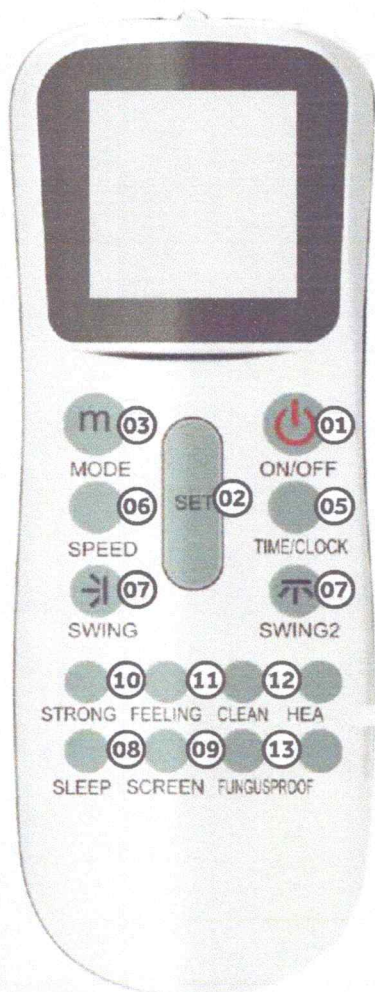 m 03 01
MODE ON/OFF
06 SET 02 05
SPEED TIME/CLOCK
07 07
SWING SWING2
10 11 12
STRONG FEELING CLEAN HEA
08 09 13
SLEEP SCREEN FUNGUSPROOF